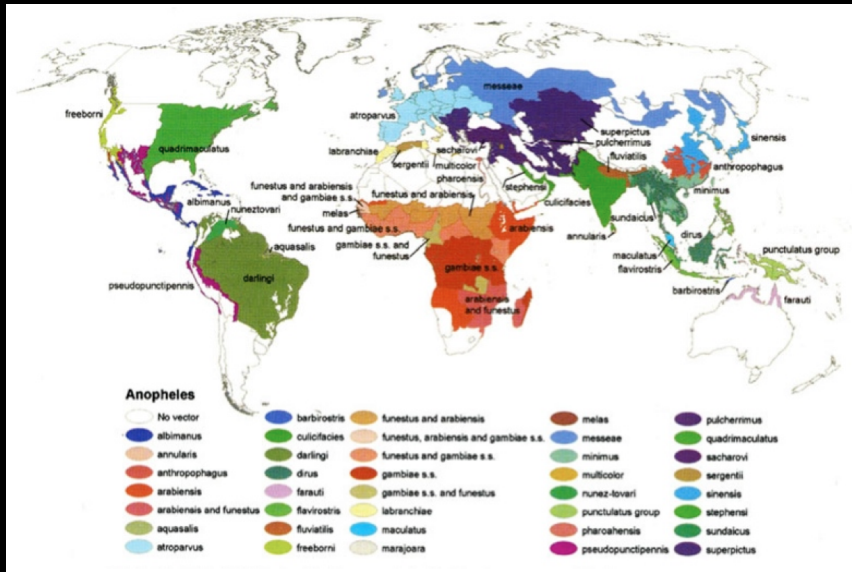 messeae
freeborni
atroparvus
quadrimaculatus
superpictus
pulcherrimus
sinensis
labranchiae
sacharovi
fluviatilis
anthropophagus
sergentii
multicolor
pharoensis
stephensi
minimus
funestus and arabiensis
and gambiae s.s.
funestus and arabiensis
albimanus
nuneztovari
culicifacies
melas
sundaicus
arabiensis
funestus and gambiae s.s.
dirus
annularis
aquasalis
gambiae s.s. and
funestus
punctulatus group
maculatus
flavirostris
gambiae s.s.
darlingi
pseudopunctipennis
barbirostris
arabiensis
and funestus
farauti
Anopheles
No vector
albimanus
annularis
anthropophagus
arabiensis
arabiensis and funestus
aquasalis
atroparvus
barbirostris
culicifacies
darlingi
dirus
farauti
flavirostris
fluviatilis
freeborni
funestus and arabiensis
funestus, arabiensis and gambiae s.s.
funestus and gambiae s.s.
gambiae s.s.
gambiae s.s. and funestus
labranchiae
maculatus
marajoara
melas
messeae
minimus
multicolor
nunez-tovari
punctulatus group
pharoahensis
pseudopunctipennis
pulcherrimus
quadrimaculatus
sacharovi
sergentii
sinensis
stephensi
sundaicus
superpictus